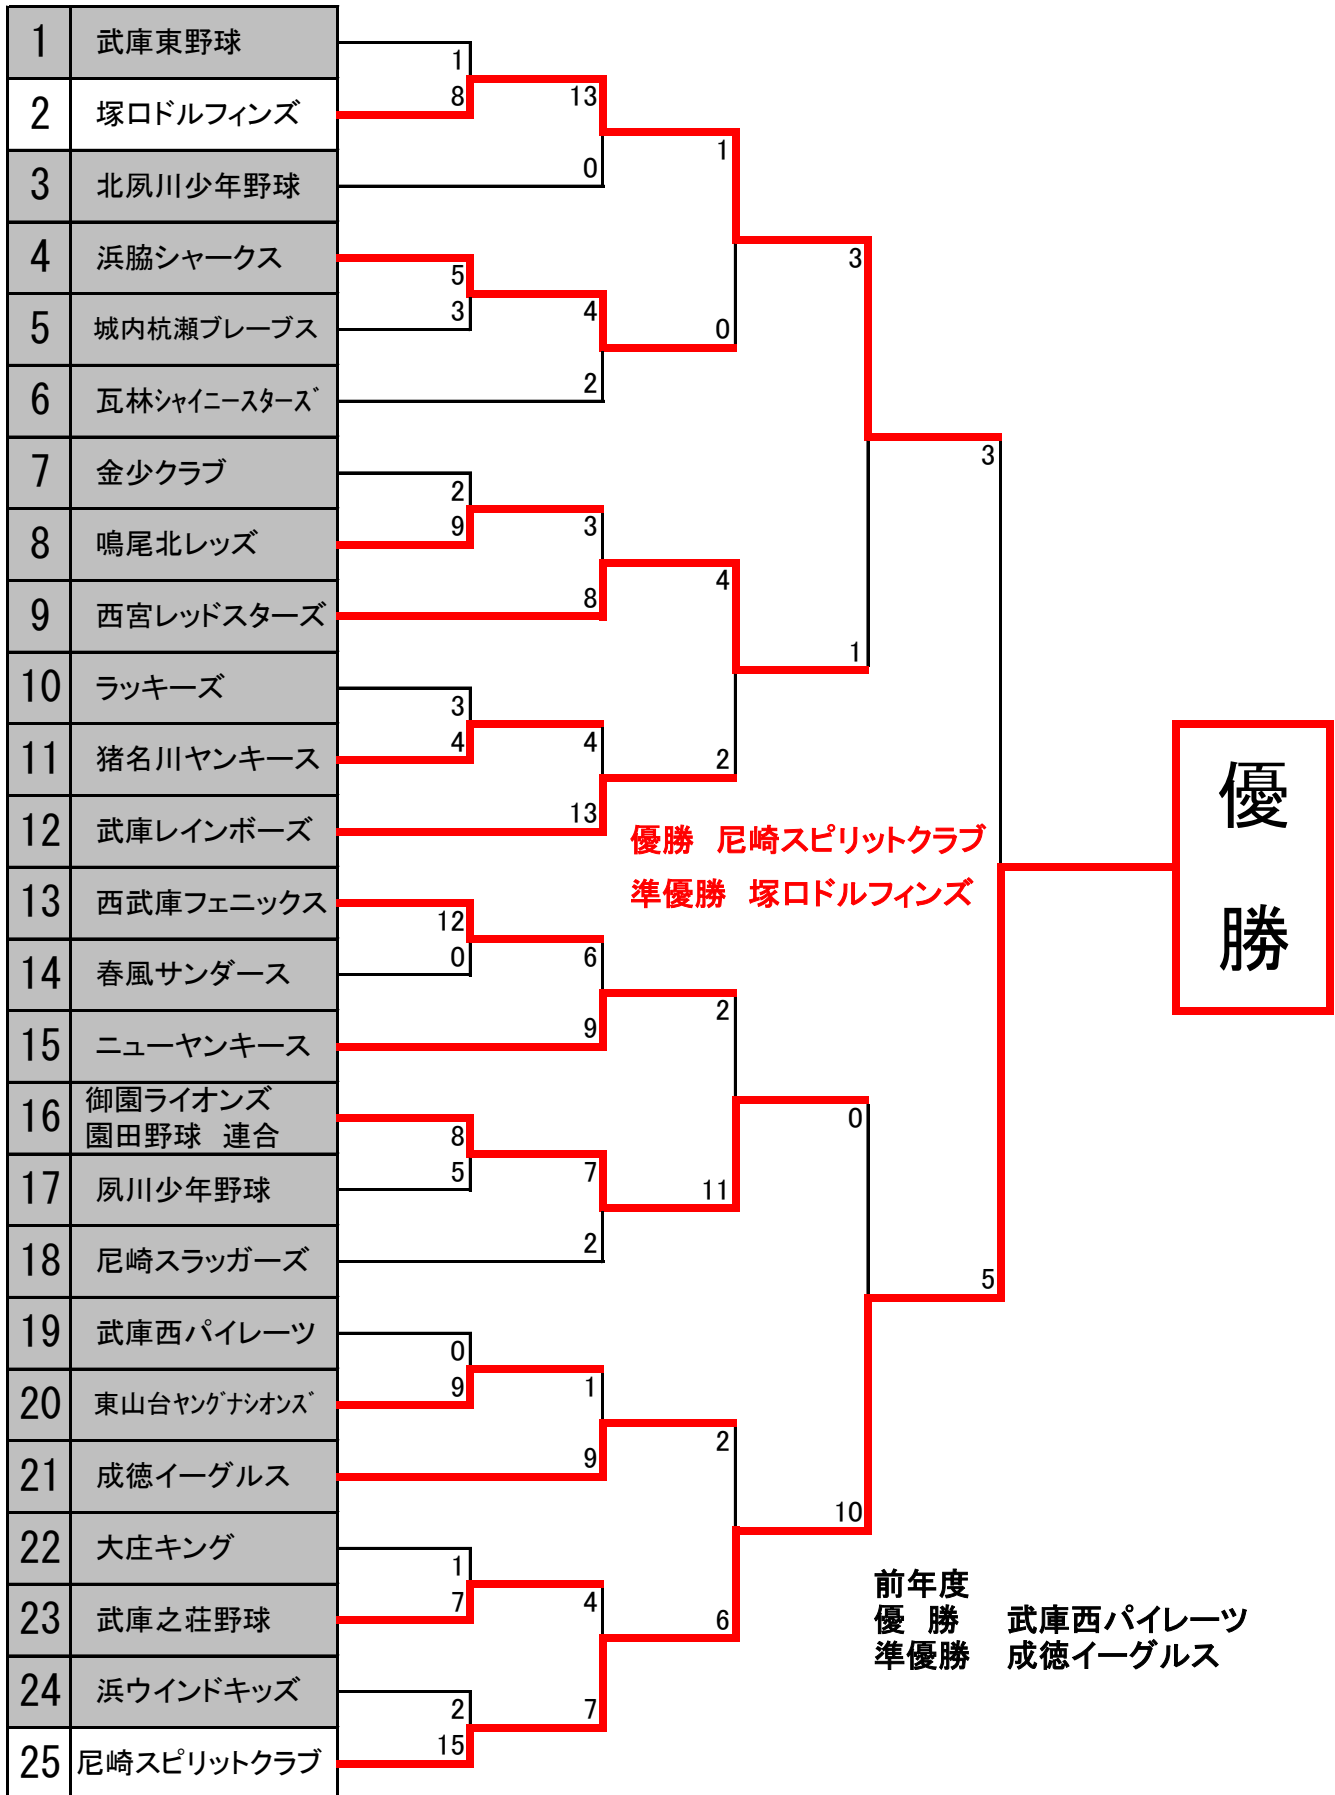 1 武庫東野球
2 塚口ドルフィンズ
3 北夙川少年野球
4 浜脇シャークス
5 城内杭瀬ブレーブス
6 瓦林ｼｬｲﾆｰｽﾀｰｽﾞ
7 金少クラブ
8 鳴尾北レッズ
9 西宮レッドスターズ
10 ラッキーズ
11 猪名川ヤンキース
12 武庫レインボーズ
13 西武庫フェニックス
14 春風サンダース
15 ニューヤンキース
16 御園ライオンズ
園田野球　連合
17 夙川少年野球
18 尼崎スラッガーズ
19 武庫西パイレーツ
20 東山台ﾔﾝｸﾞﾅｼｵﾝｽﾞ
21 成徳イーグルス
22 大庄キング
23 武庫之荘野球
24 浜ウインドキッズ
25 尼崎スピリットクラブ
1
8
5
3
2
9
3
4
12
0
8
5
0
9
1
7
2
15
13
0
4
2
3
8
4
13
6
9
7
2
1
9
4
7
1
0
4
2
2
11
2
6
3
1
0
10
3
5
優勝　尼崎スピリットクラブ
準優勝　塚口ドルフィンズ
優
勝
前年度
優　勝　武庫西パイレーツ
準優勝　成徳イーグルス